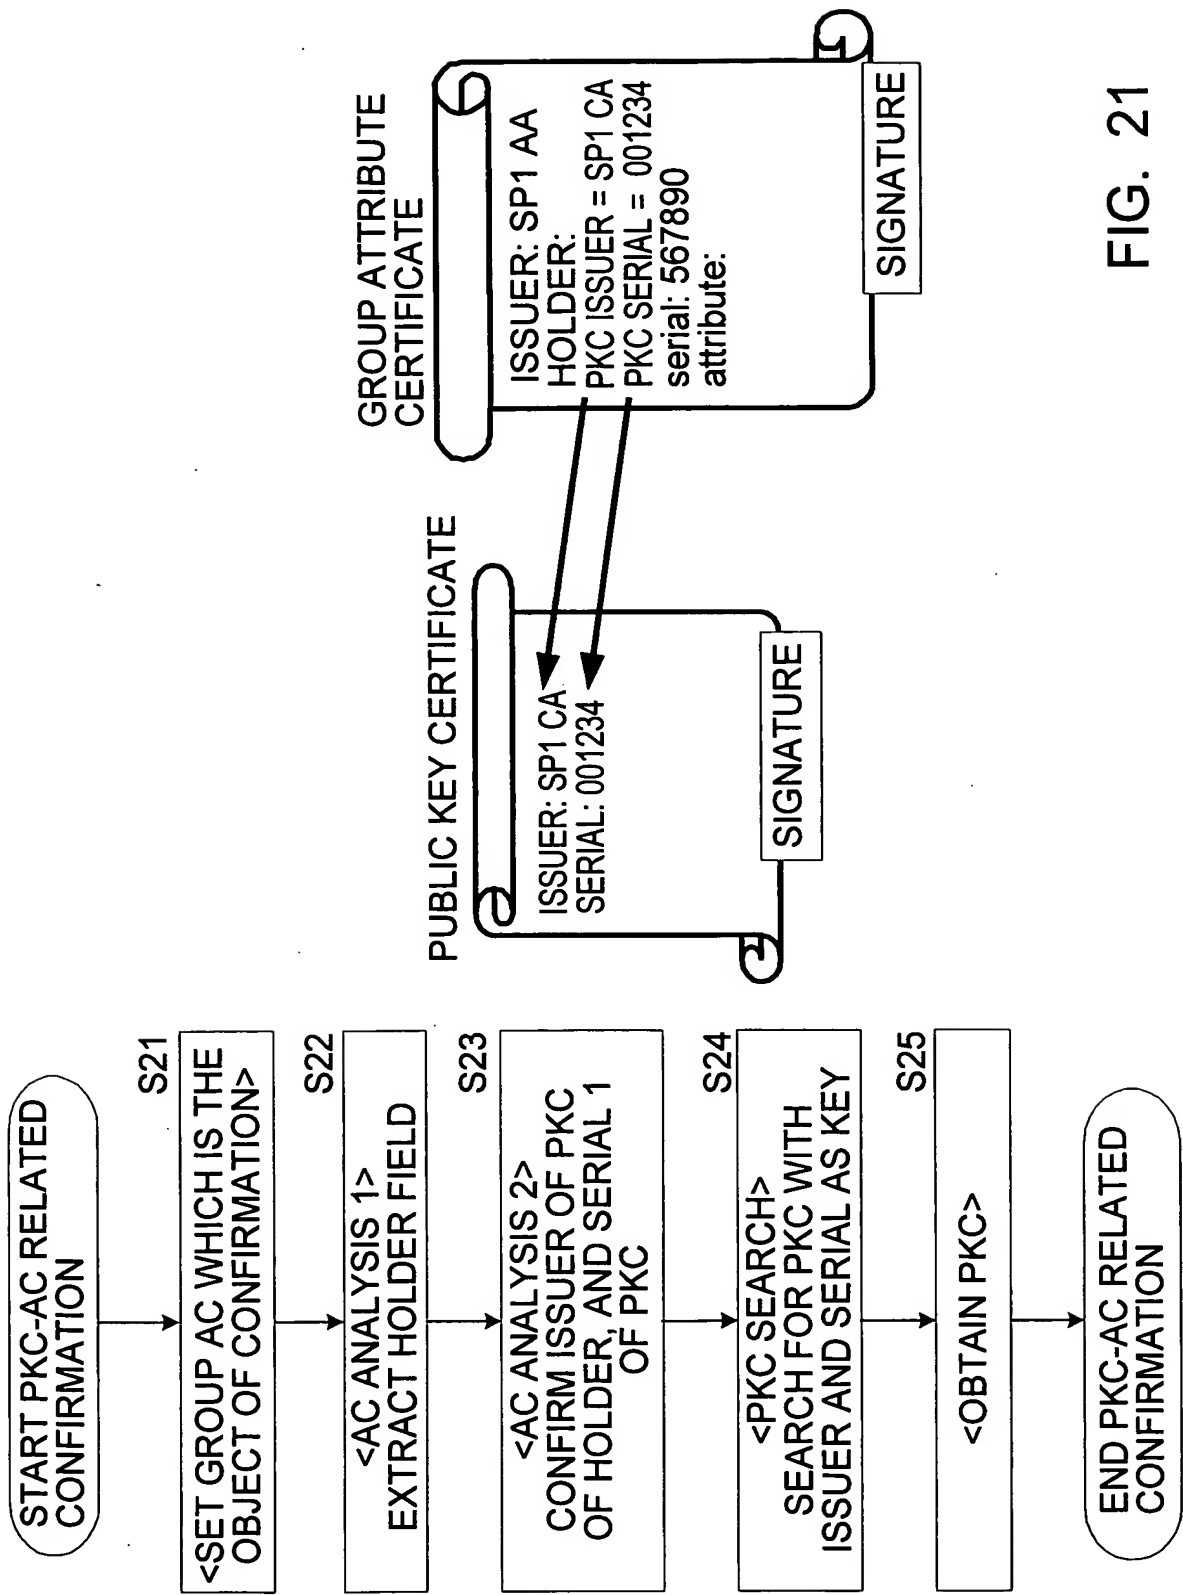 START PKC-AC RELATED
CONFIRMATION
S21
<SET GROUP AC WHICH IS THE
OBJECT OF CONFIRMATION>
S22
<AC ANALYSIS 1>
EXTRACT HOLDER FIELD
S23
<AC ANALYSIS 2>
CONFIRM ISSUER OF PKC
OF HOLDER, AND SERIAL 1
OF PKC
S24
<PKC SEARCH>
SEARCH FOR PKC WITH
ISSUER AND SERIAL AS KEY
S25
<OBTAIN PKC>
END PKC-AC RELATED
CONFIRMATION
PUBLIC KEY CERTIFICATE
ISSUER: SP1 CA
SERIAL: 001234
SIGNATURE
GROUP ATTRIBUTE
CERTIFICATE
ISSUER: SP1 AA
HOLDER:
PKC ISSUER = SP1 CA
PKC SERIAL = 001234
serial: 567890
attribute:
SIGNATURE
FIG. 21